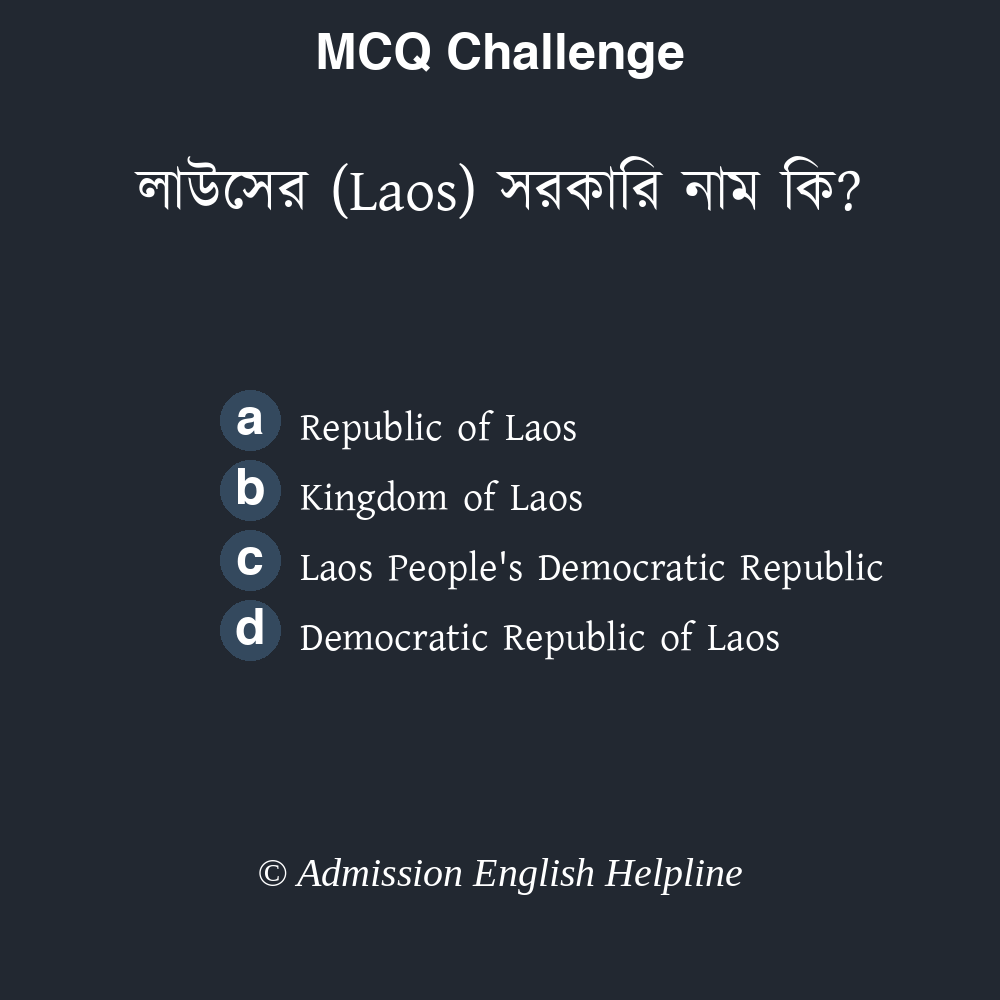 MCQ Challenge
লাউসের (Laos) সরকারি নাম কি?
a Republic of Laos
b Kingdom of Laos
c Laos People's Democratic Republic
d Democratic Republic of Laos
© Admission English Helpline